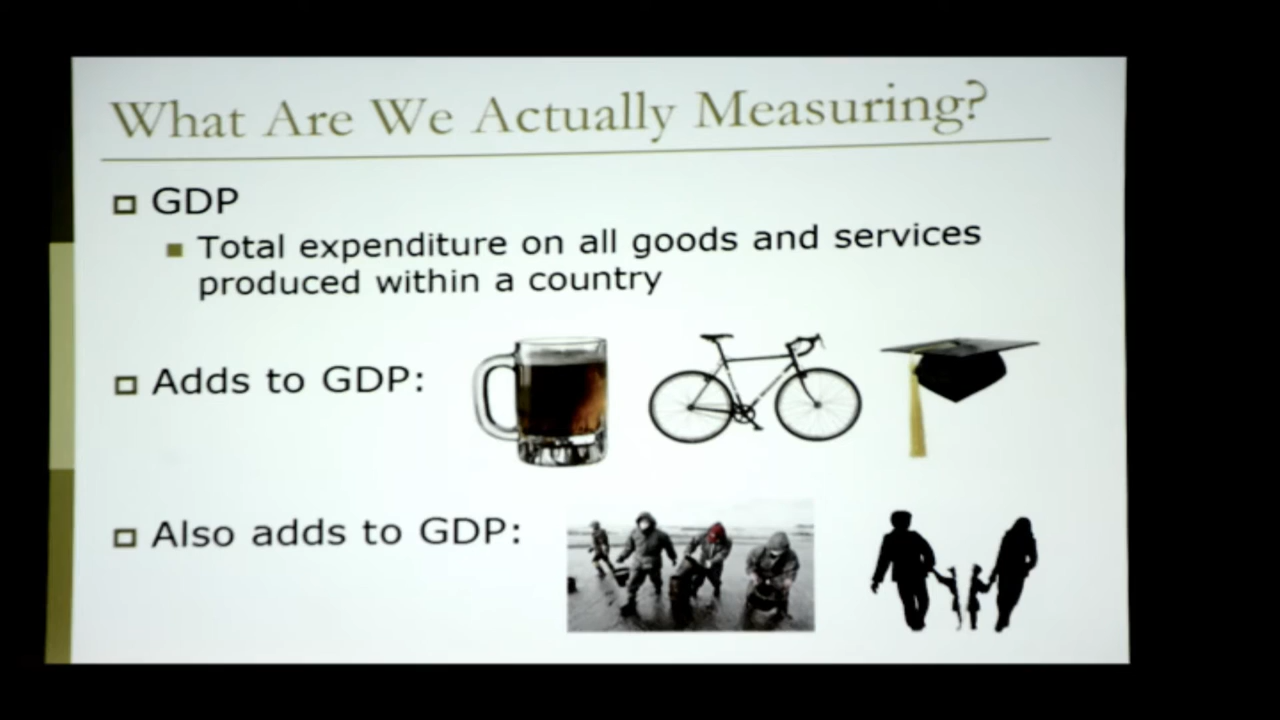 What Are We Actually Measuring?
GDP
Total expenditure on all goods and services
produced within a country
Adds to GDP:
Also adds to GDP: